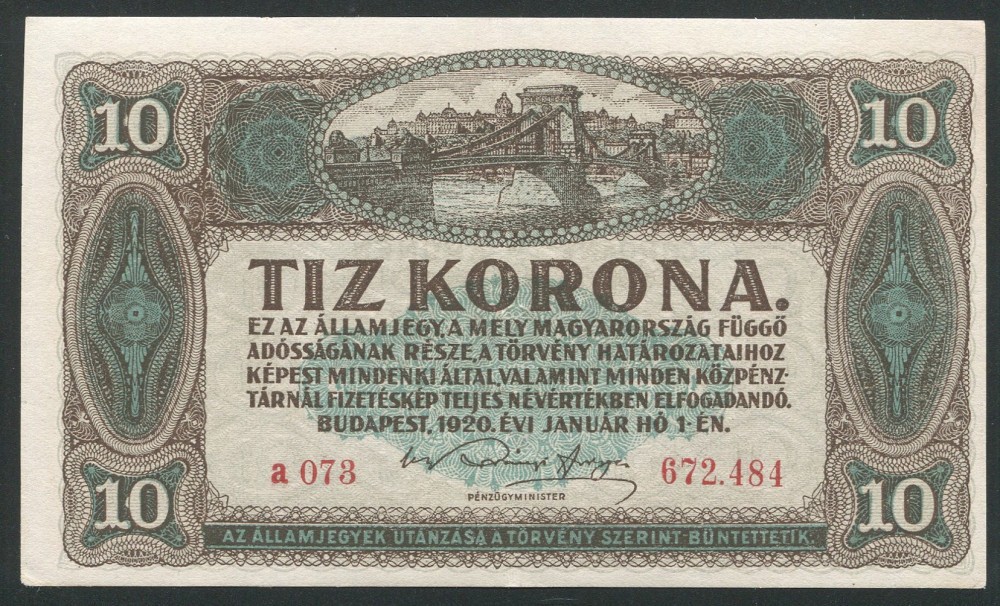 10 10
TIZ KORONA.
EZ AZ ÁLLAMJEGY, A MELY MAGYARORSZÁG FÜGGŐ
ADÓSSÁGÁNAK RÉSZE, A TÖRVÉNY HATÁROZATAIHOZ
KÉPEST MINDENKI ÁLTAL, VALAMINT MINDEN KÖZPÉNZ-
TÁRNÁL FIZETÉSKÉP TELJES NÉVÉRTÉKBEN ELFOGADANDÓ.
BUDAPEST, 1920. ÉVI JANUÁR HÓ 1-ÉN.
a 073 672.484
PÉNZÜGYMINISTER
10 10
AZ ÁLLAMJEGYEK UTÁNZÁSA A TÖRVÉNY SZERINT BÜNTETTETIK.